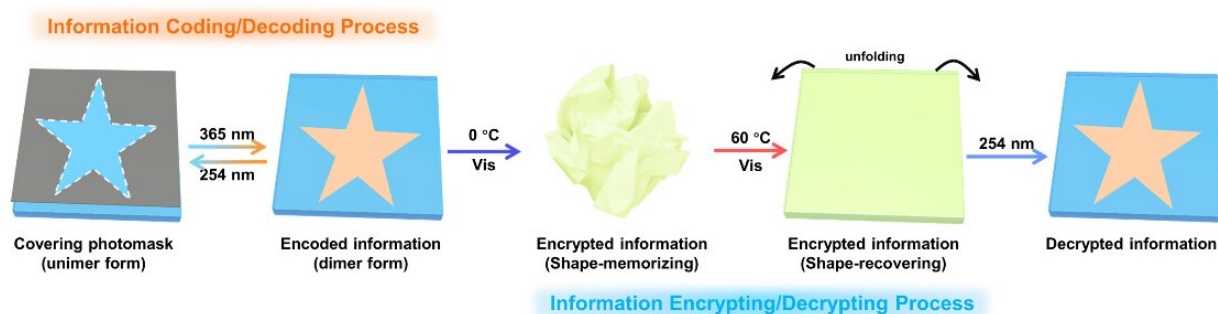 Information Coding/Decoding Process
unfolding
365 nm
254 nm
0 °C
Vis
60 °C
Vis
254 nm
Covering photomask
(unimer form)
Encoded information
(dimer form)
Encrypted information
(Shape-memorizing)
Encrypted information
(Shape-recovering)
Decrypted information
Information Encrypting/Decrypting Process